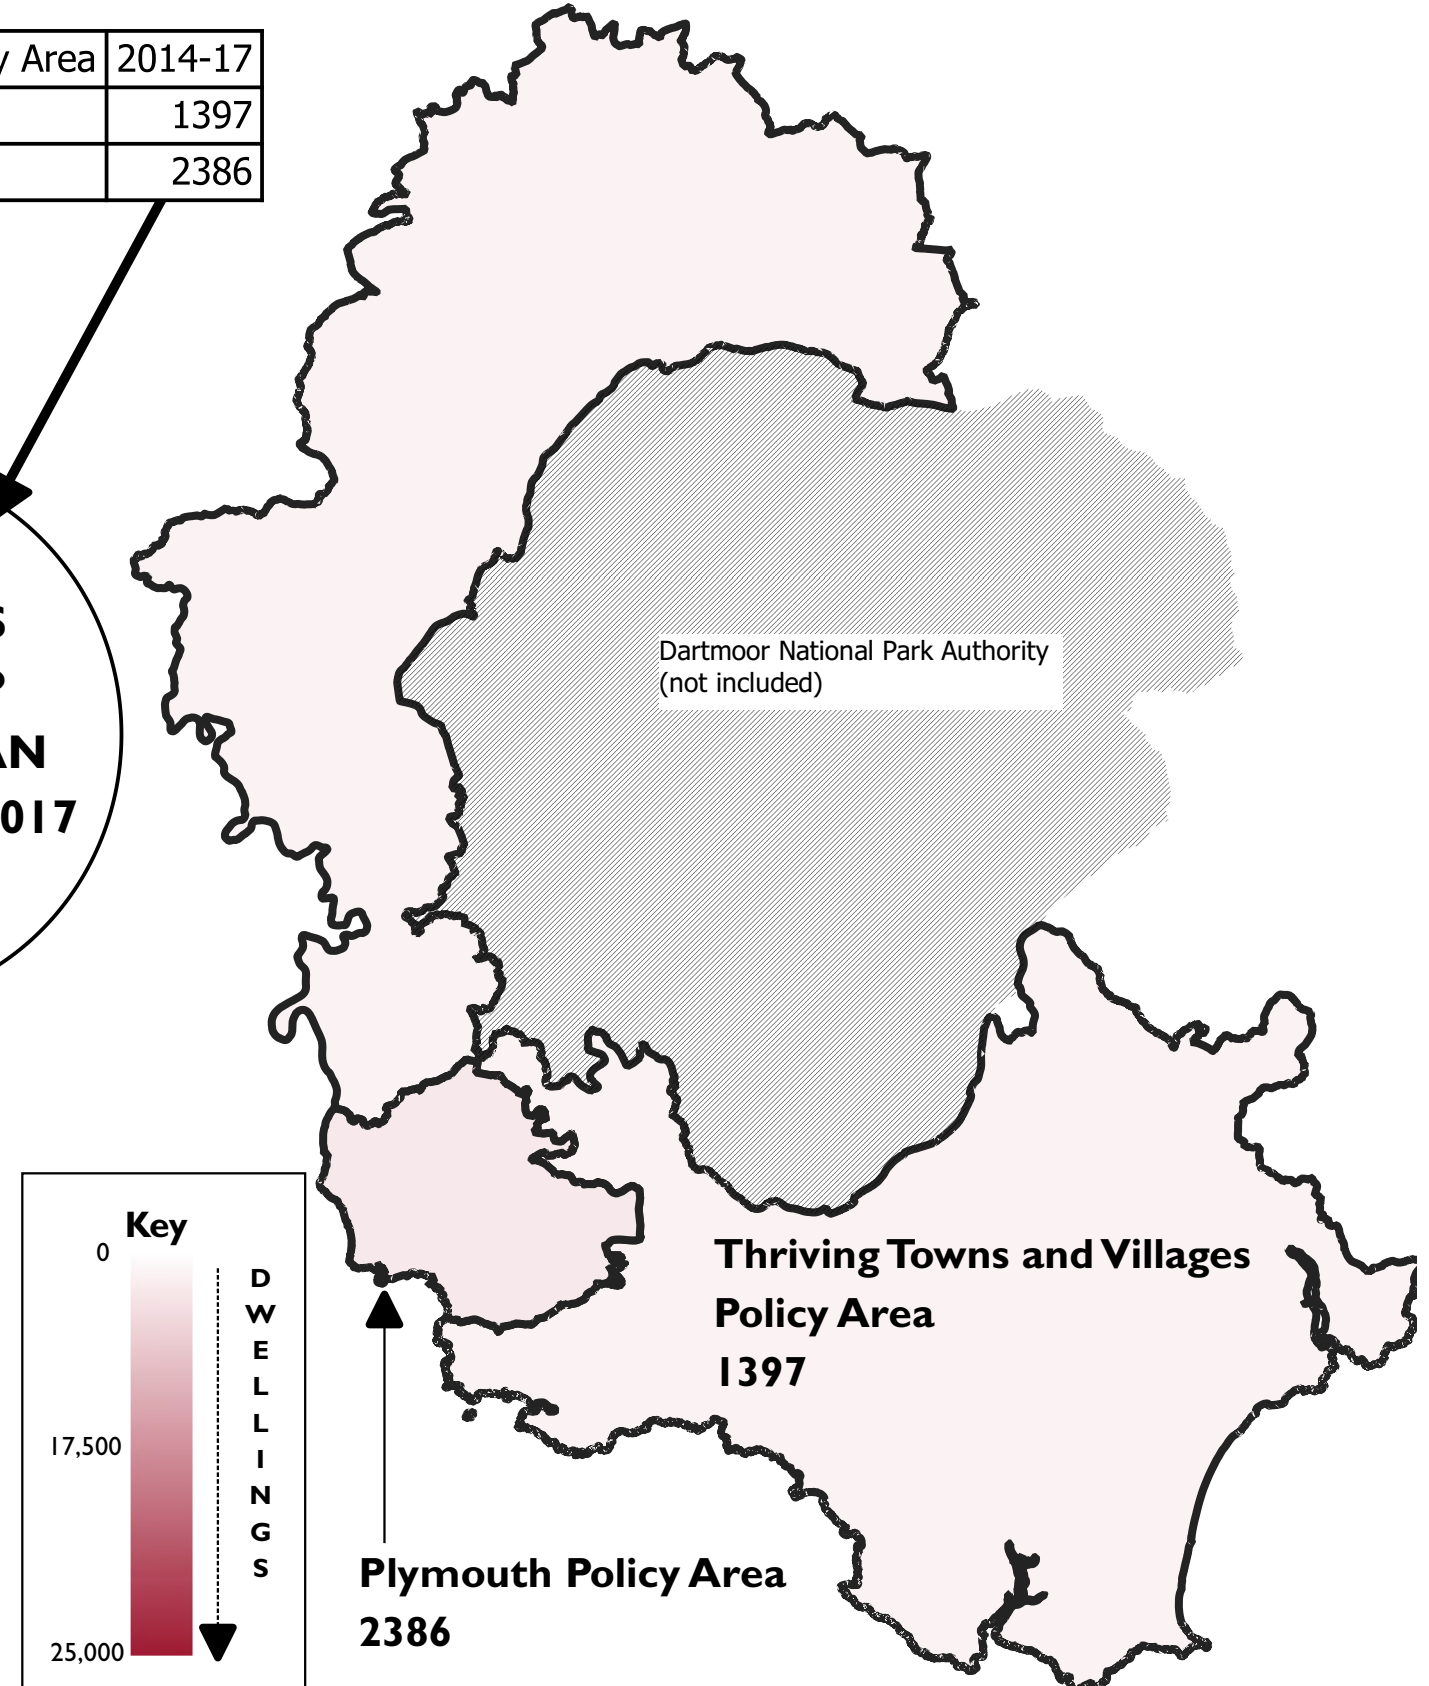 Area 2014-17
1397
2386
AN
017
Dartmoor National Park Authority
(not included)
Thriving Towns and Villages
Policy Area
1397
Key
0
17,500
25,000
D
W
E
L
L
I
N
G
S
Plymouth Policy Area
2386